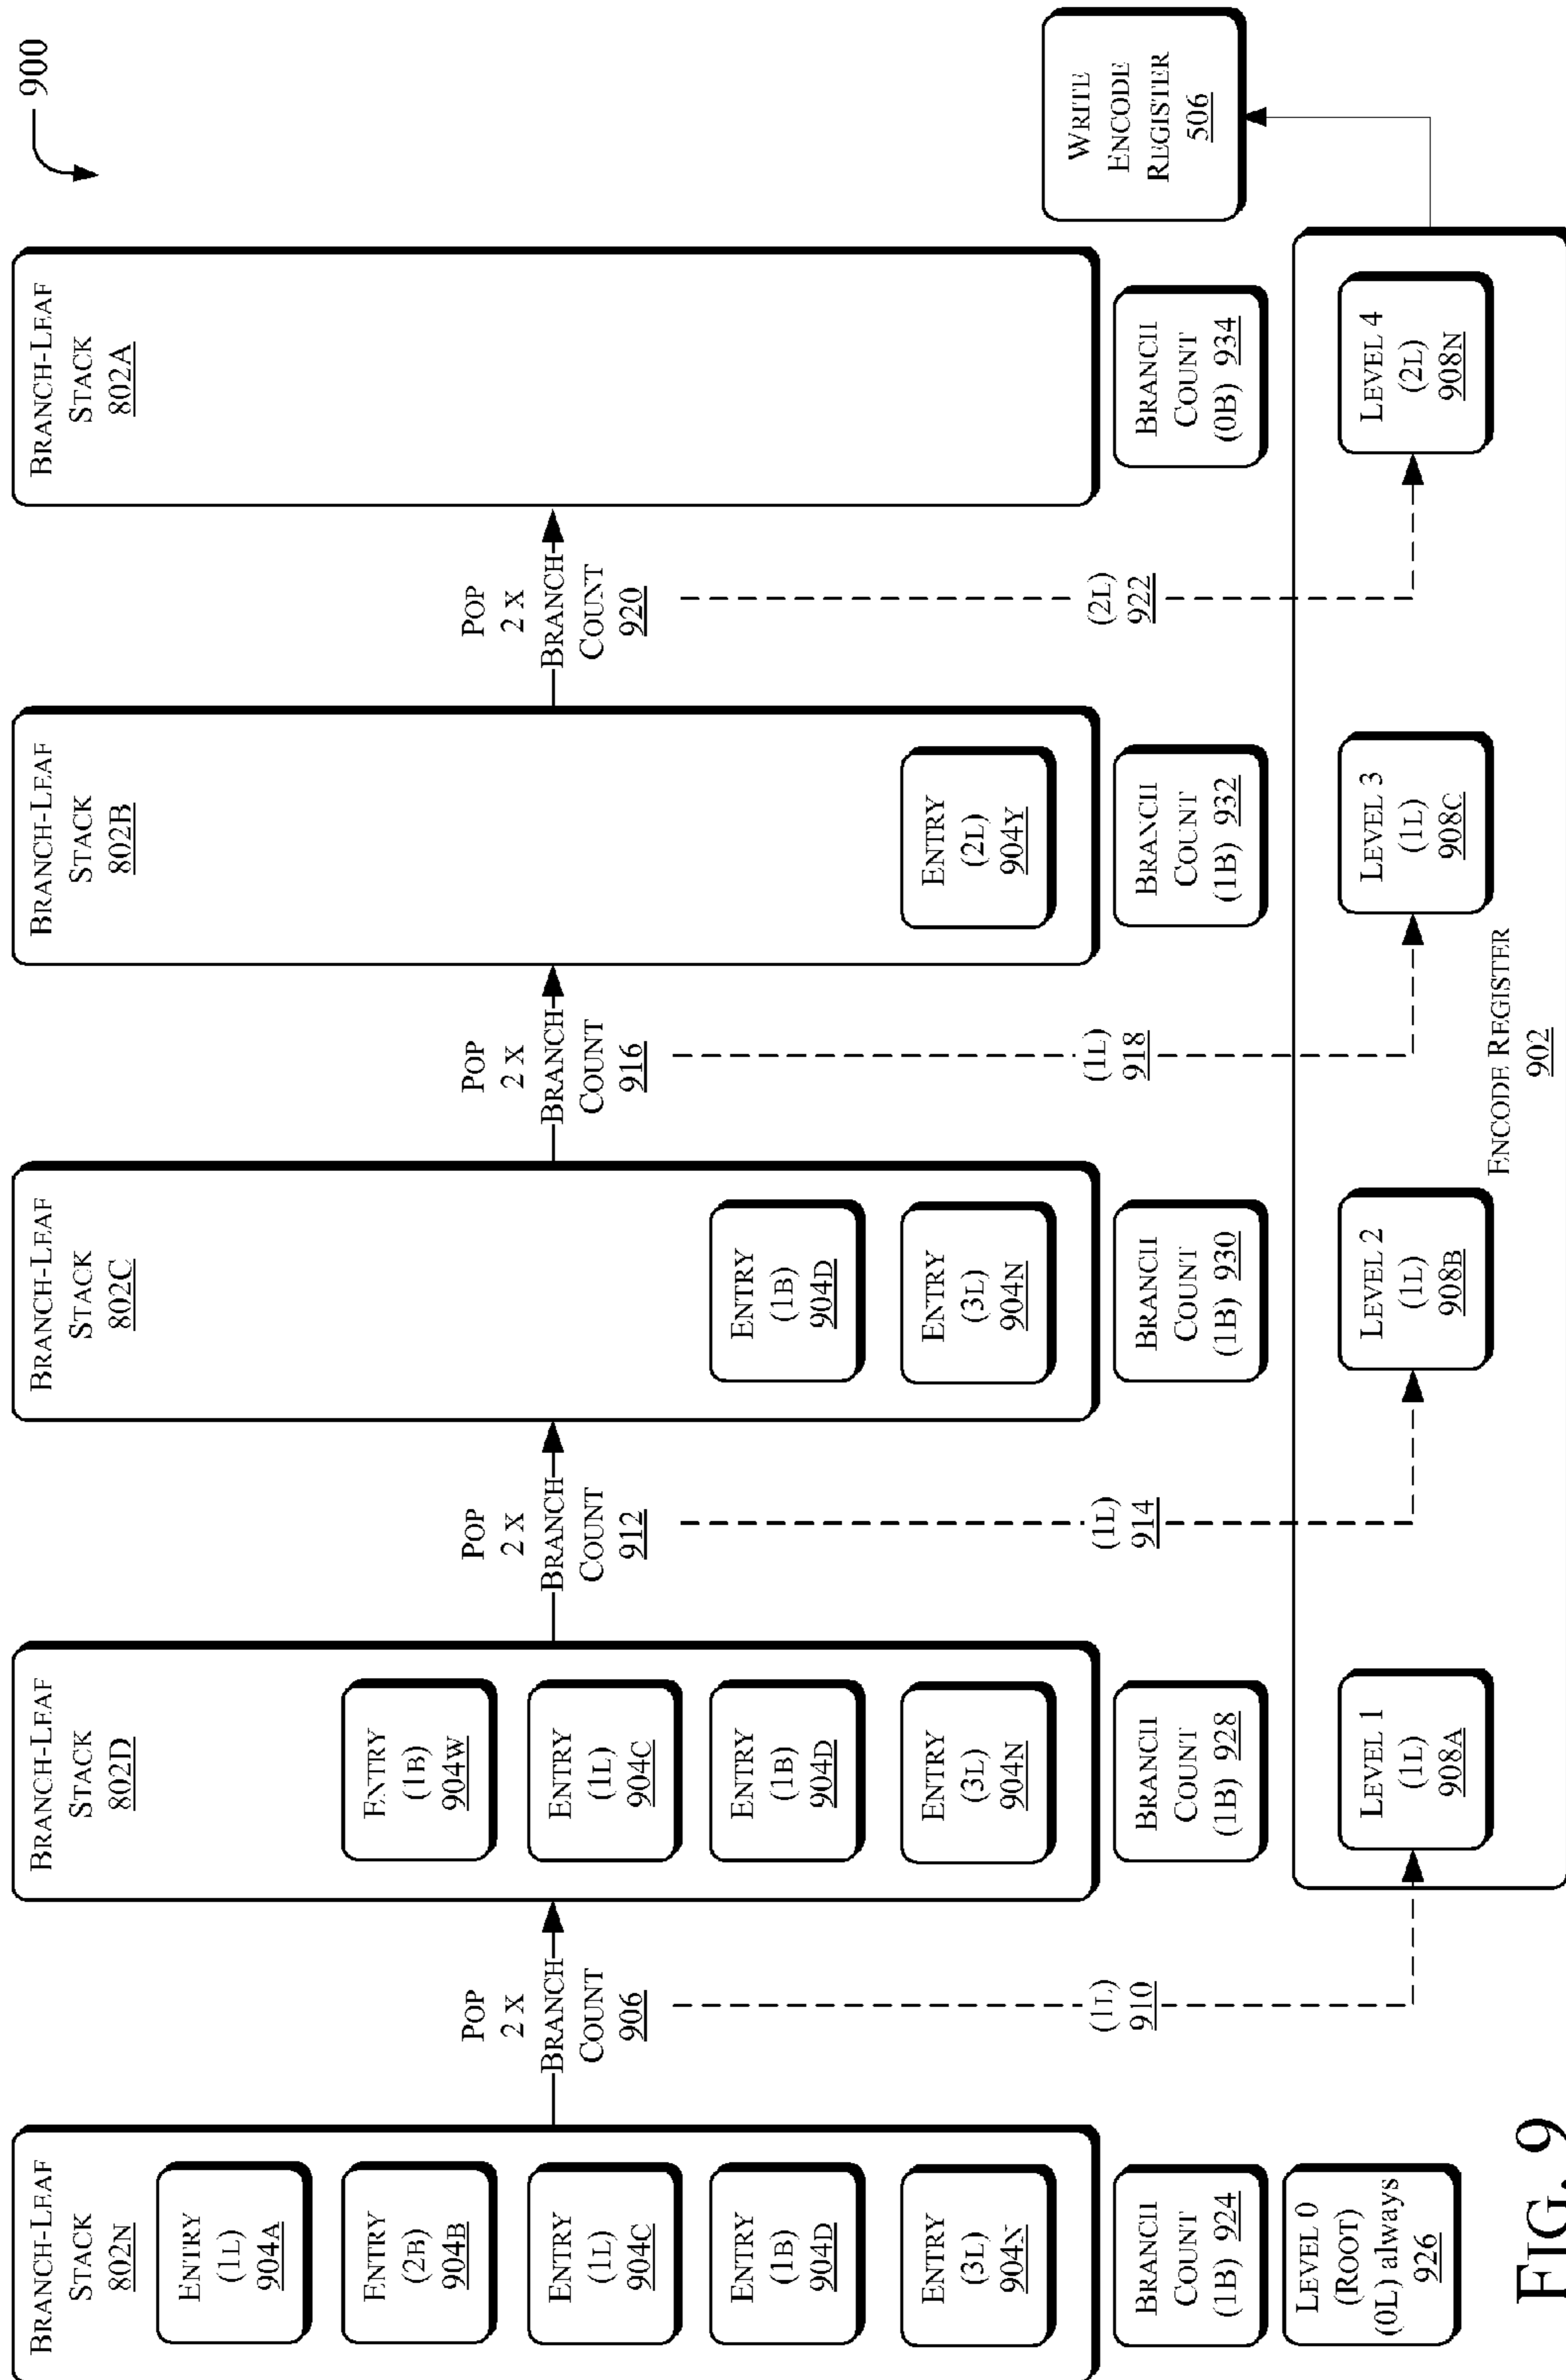 900
BRANCH-LEAF
STACK
802N
ENTRY
(1L)
904A
ENTRY
(2B)
904B
ENTRY
(1L)
904C
ENTRY
(1B)
904D
ENTRY
(3L)
904N
BRANCH
COUNT
(1B) 924
LEVEL 0
(ROOT)
(0L) always
926
POP
2 X
BRANCH
COUNT
906
(1L)
910
BRANCH-LEAF
STACK
802D
ENTRY
(1B)
904W
ENTRY
(1L)
904C
ENTRY
(1B)
904D
ENTRY
(3L)
904N
BRANCH
COUNT
(1B) 928
LEVEL 1
(1L)
908A
POP
2 X
BRANCH
COUNT
912
(1L)
914
BRANCH-LEAF
STACK
802C
ENTRY
(1B)
904D
ENTRY
(3L)
904N
BRANCH
COUNT
(1B) 930
LEVEL 2
(1L)
908B
POP
2 X
BRANCH
COUNT
916
(1L)
918
BRANCH-LEAF
STACK
802B
ENTRY
(2L)
904Y
BRANCH
COUNT
(1B) 932
LEVEL 3
(1L)
908C
POP
2 X
BRANCH
COUNT
920
(2L)
922
BRANCH-LEAF
STACK
802A
BRANCH
COUNT
(0B) 934
LEVEL 4
(2L)
908N
WRITE
ENCODE
REGISTER
506
ENCODE REGISTER
902
FIG. 9